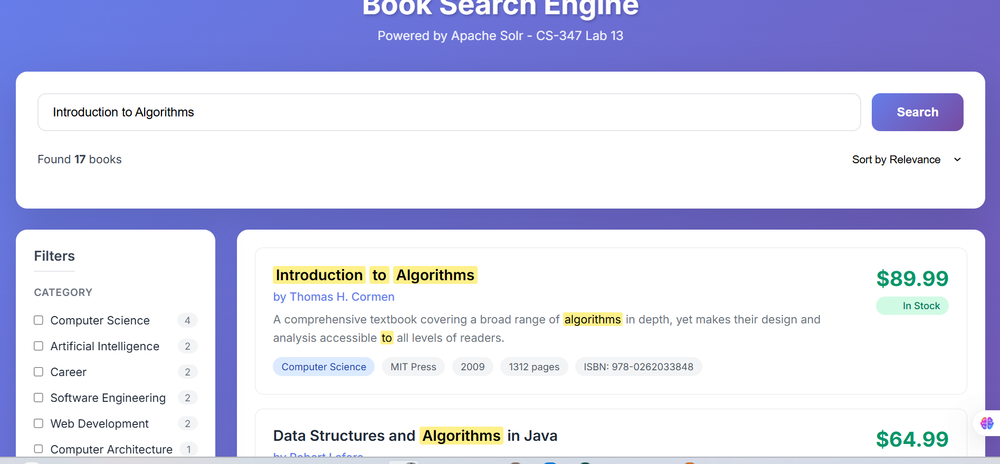 Book Search Engine
Powered by Apache Solr - CS-347 Lab 13
Introduction to Algorithms
Search
Found 17 books
Sort by Relevance
Filters
CATEGORY
Computer Science 4
Artificial Intelligence 2
Career 2
Software Engineering 2
Web Development 2
Computer Architecture 1
Introduction to Algorithms
$89.99
by Thomas H. Cormen
In Stock
A comprehensive textbook covering a broad range of algorithms in depth, yet makes their design and
analysis accessible to all levels of readers.
Computer Science MIT Press 2009 1312 pages ISBN: 978-0262033848
Data Structures and Algorithms in Java
$64.99
by Robert Lafore